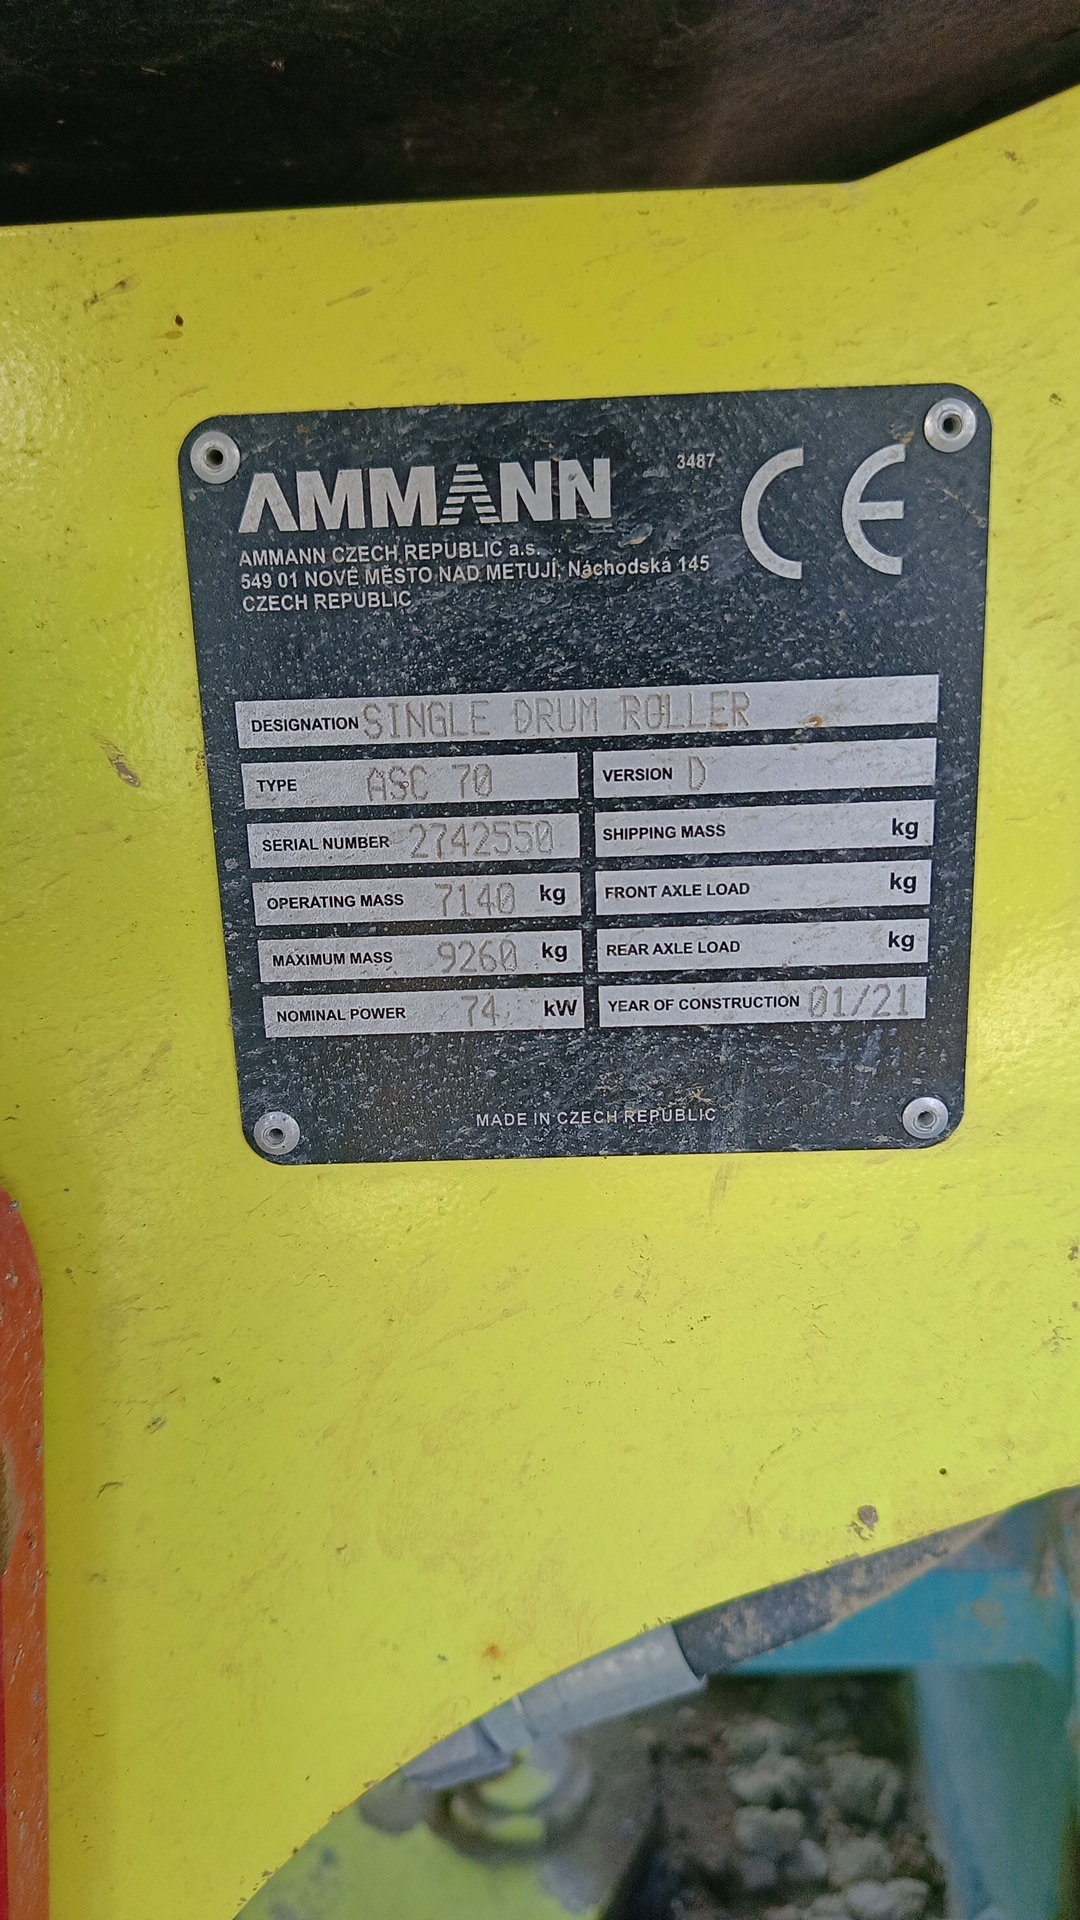 AMMANN
3487
CE
AMMANN CZECH REPUBLIC a.s.
549 01 NOVÉ MĚSTO NAD METUJÍ, Náchodská 145
CZECH REPUBLIC
DESIGNATION SINGLE DRUM ROLLER
TYPE ASC 70 VERSION D
SERIAL NUMBER 2742550 SHIPPING MASS kg
OPERATING MASS 7140 kg FRONT AXLE LOAD kg
MAXIMUM MASS 9260 kg REAR AXLE LOAD kg
NOMINAL POWER 74 kW YEAR OF CONSTRUCTION 01/21
MADE IN CZECH REPUBLIC